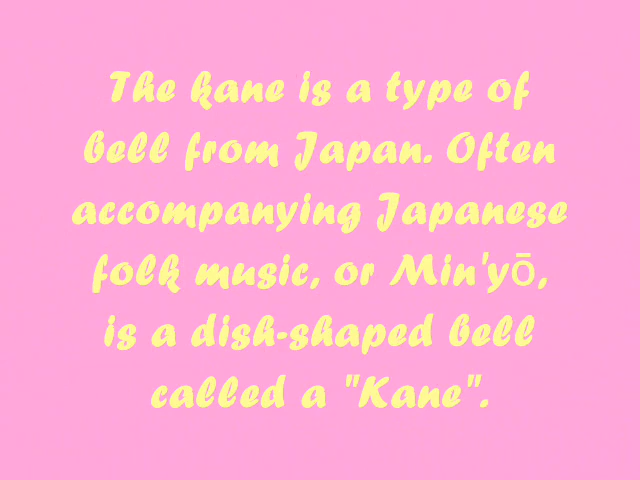 The kane is a type of
bell from Japan. Often
accompanying Japanese
folk music, or Min'yō,
is a dish-shaped bell
called a "Kane".